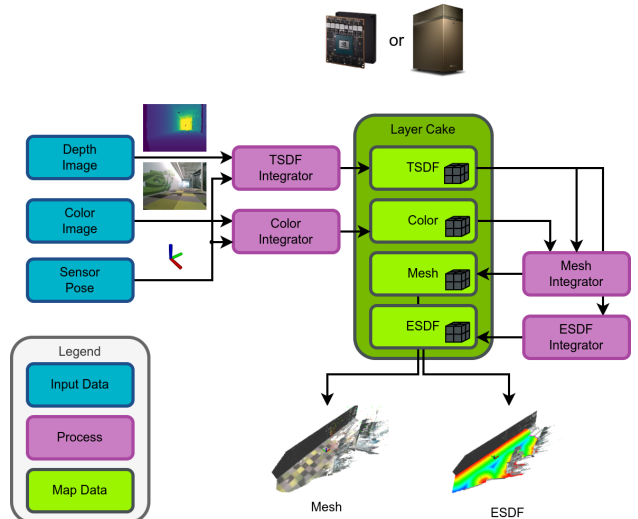 or
Layer Cake
Depth
Image
TSDF
Integrator
TSDF
Color
Image
Color
Integrator
Color
Sensor
Pose
Mesh
Mesh
Integrator
ESDF
ESDF
Integrator
Legend
Input Data
Process
Map Data
Mesh
ESDF